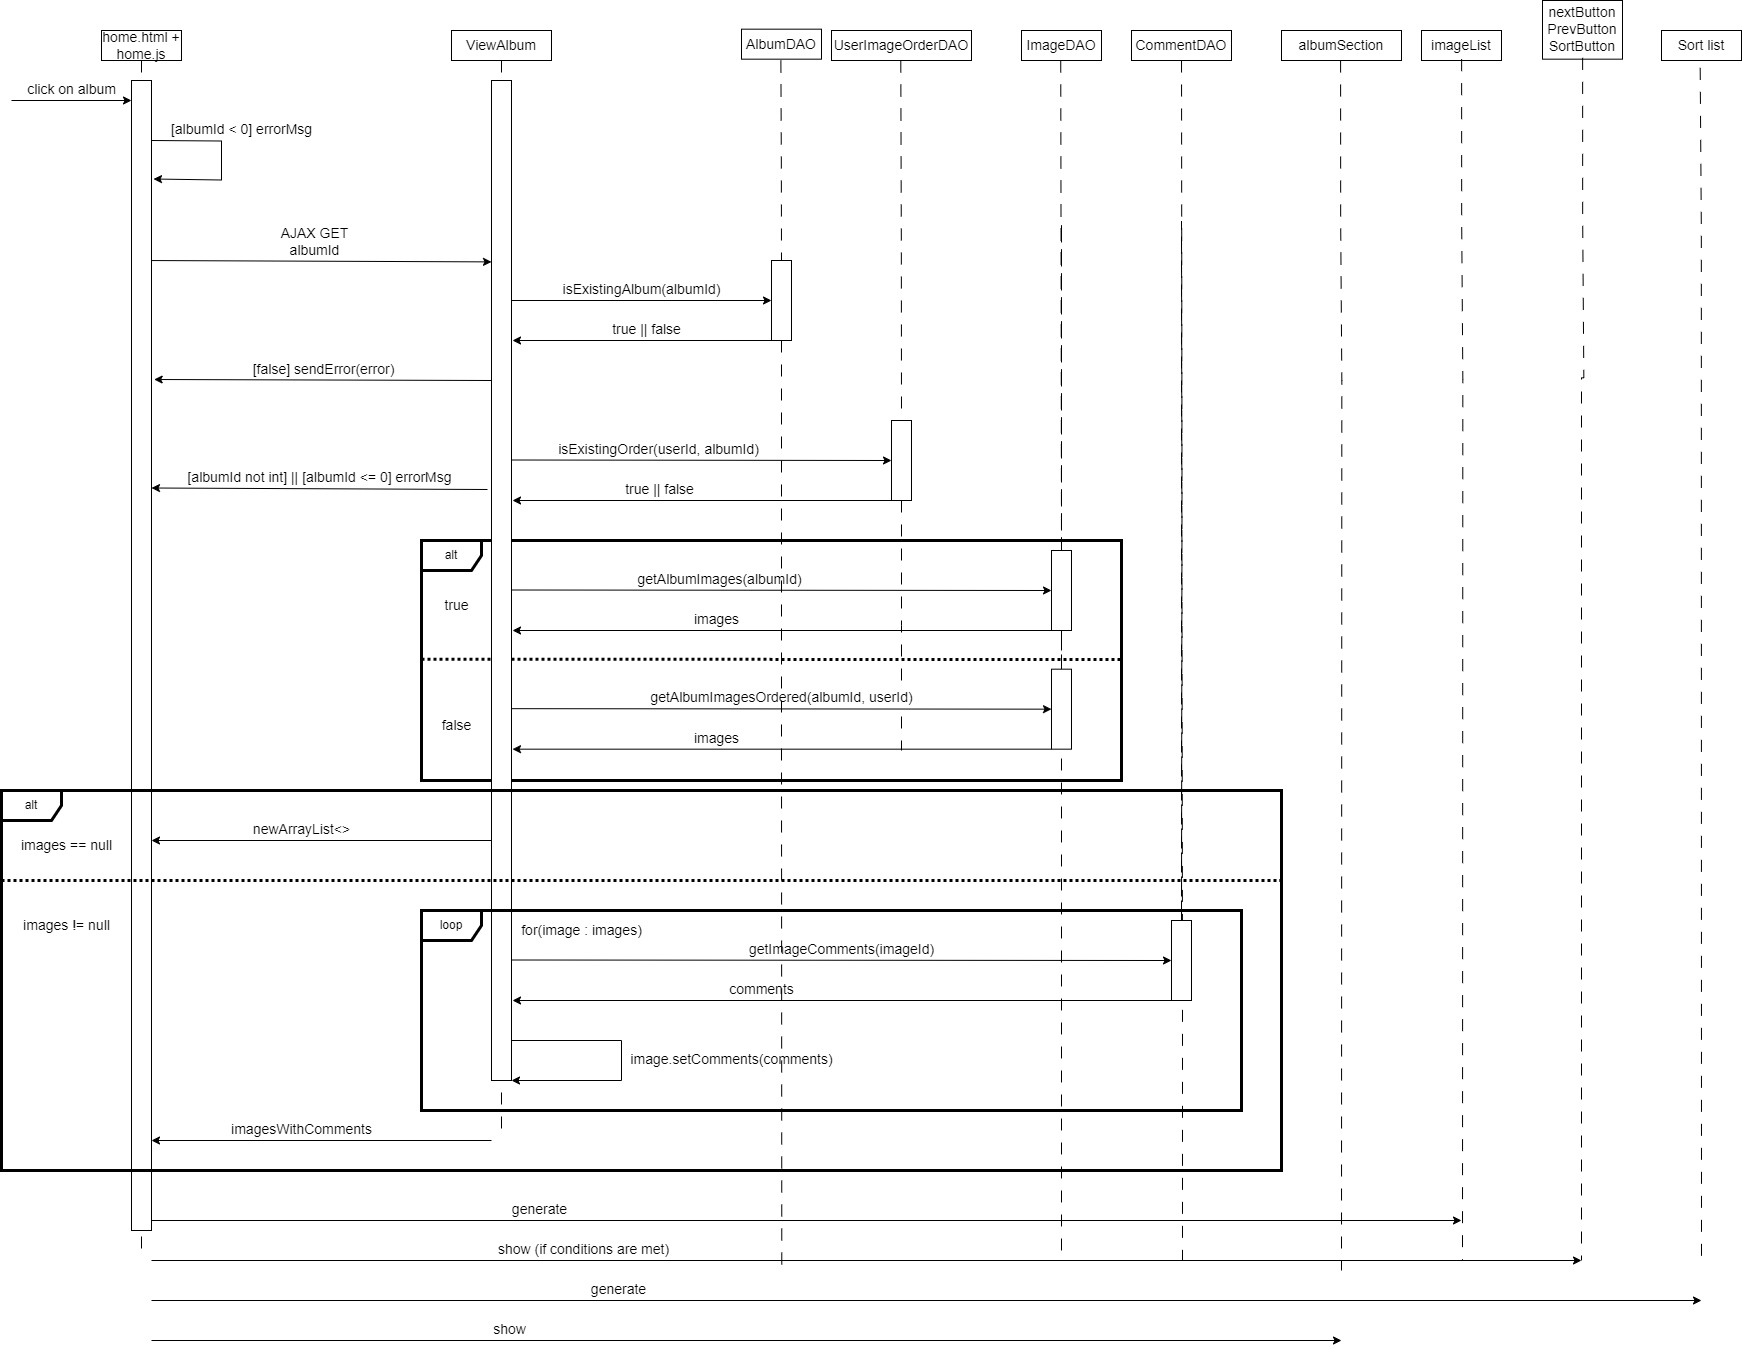 home.html +
home.js
ViewAlbum
AlbumDAO
UserImageOrderDAO
ImageDAO
CommentDAO
albumSection
imageList
nextButton
PrevButton
SortButton
Sort list
click on album
[albumId < 0] errorMsg
AJAX GET
albumId
isExistingAlbum(albumId)
true || false
[false] sendError(error)
isExistingOrder(userId, albumId)
[albumId not int] || [albumId <= 0] errorMsg
true || false
alt
getAlbumImages(albumId)
true
images
getAlbumImagesOrdered(albumId, userId)
false
images
alt
newArrayList<>
images == null
images != null
loop
for(image : images)
getImageComments(imageId)
comments
image.setComments(comments)
imagesWithComments
generate
show (if conditions are met)
generate
show